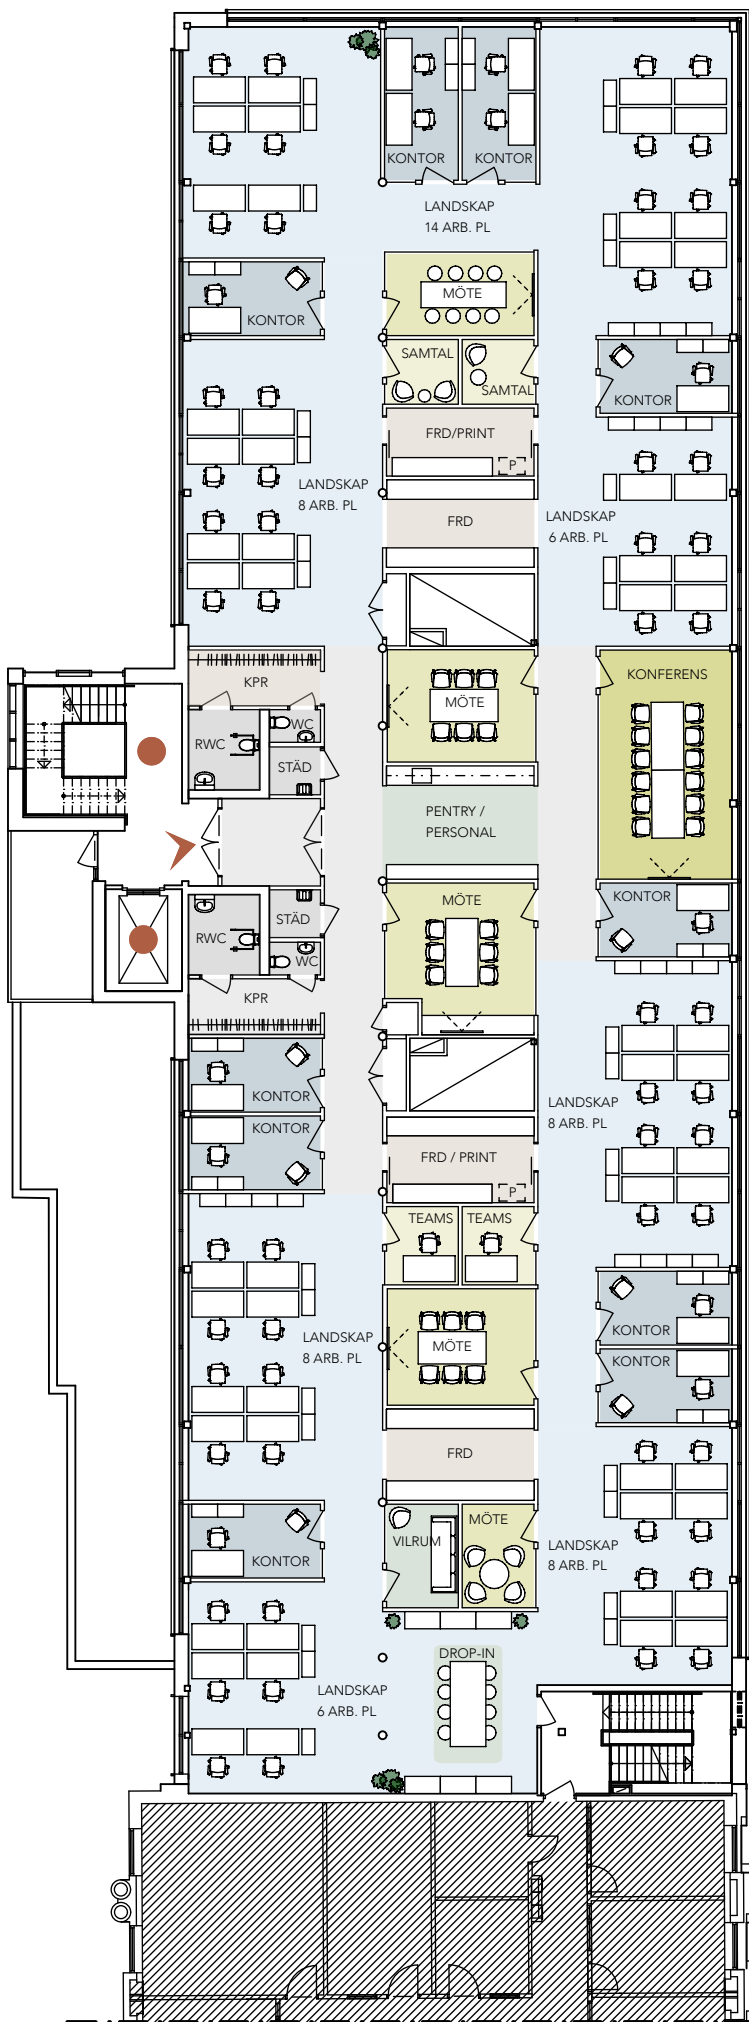 KONTOR
KONTOR
LANDSKAP
14 ARB. PL
MÖTE
KONTOR
SAMTAL
SAMTAL
KONTOR
FRD/PRINT
P
LANDSKAP
8 ARB. PL
FRD
LANDSKAP
6 ARB. PL
KPR
MÖTE
KONFERENS
WC
RWC
STÄD
PENTRY /
PERSONAL
KONTOR
MÖTE
STÄD
RWC
WC
KPR
KONTOR
LANDSKAP
8 ARB. PL
KONTOR
FRD / PRINT
P
TEAMS
TEAMS
LANDSKAP
8 ARB. PL
MÖTE
KONTOR
KONTOR
FRD
MÖTE
VILRUM
LANDSKAP
8 ARB. PL
KONTOR
DROP-IN
LANDSKAP
6 ARB. PL